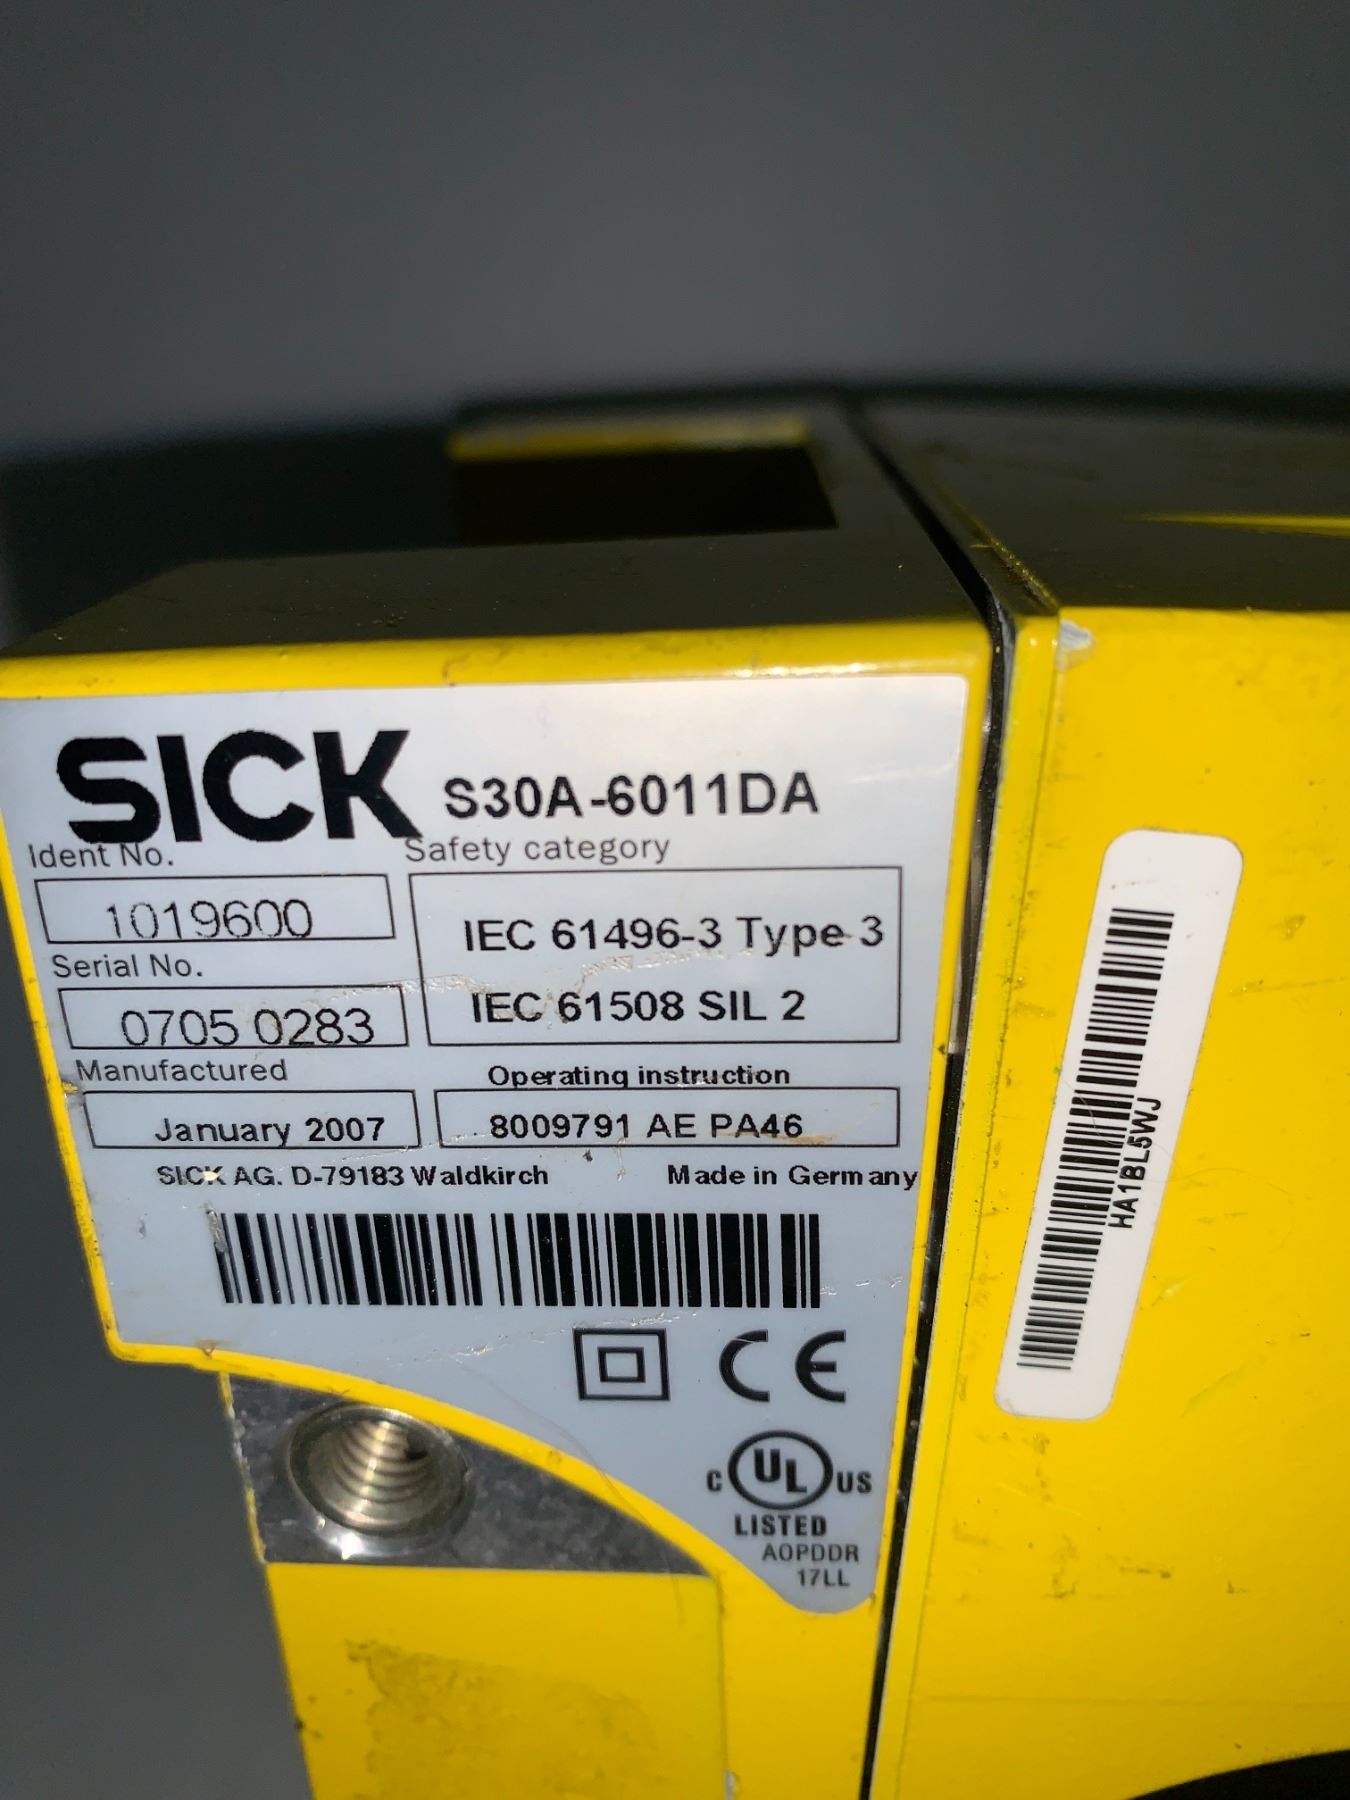 SICK S30A-6011DA
Ident No. Safety category
1019600
IEC 61496-3 Type 3
Serial No.
0705 0283
IEC 61508 SIL 2
Manufactured Operating instruction
January 2007 8009791 AE PA46
SICK AG. D-79183 Waldkirch Made in Germany
CE
C UL US
LISTED
AOPDDR
17LL
HA1BL5WJ